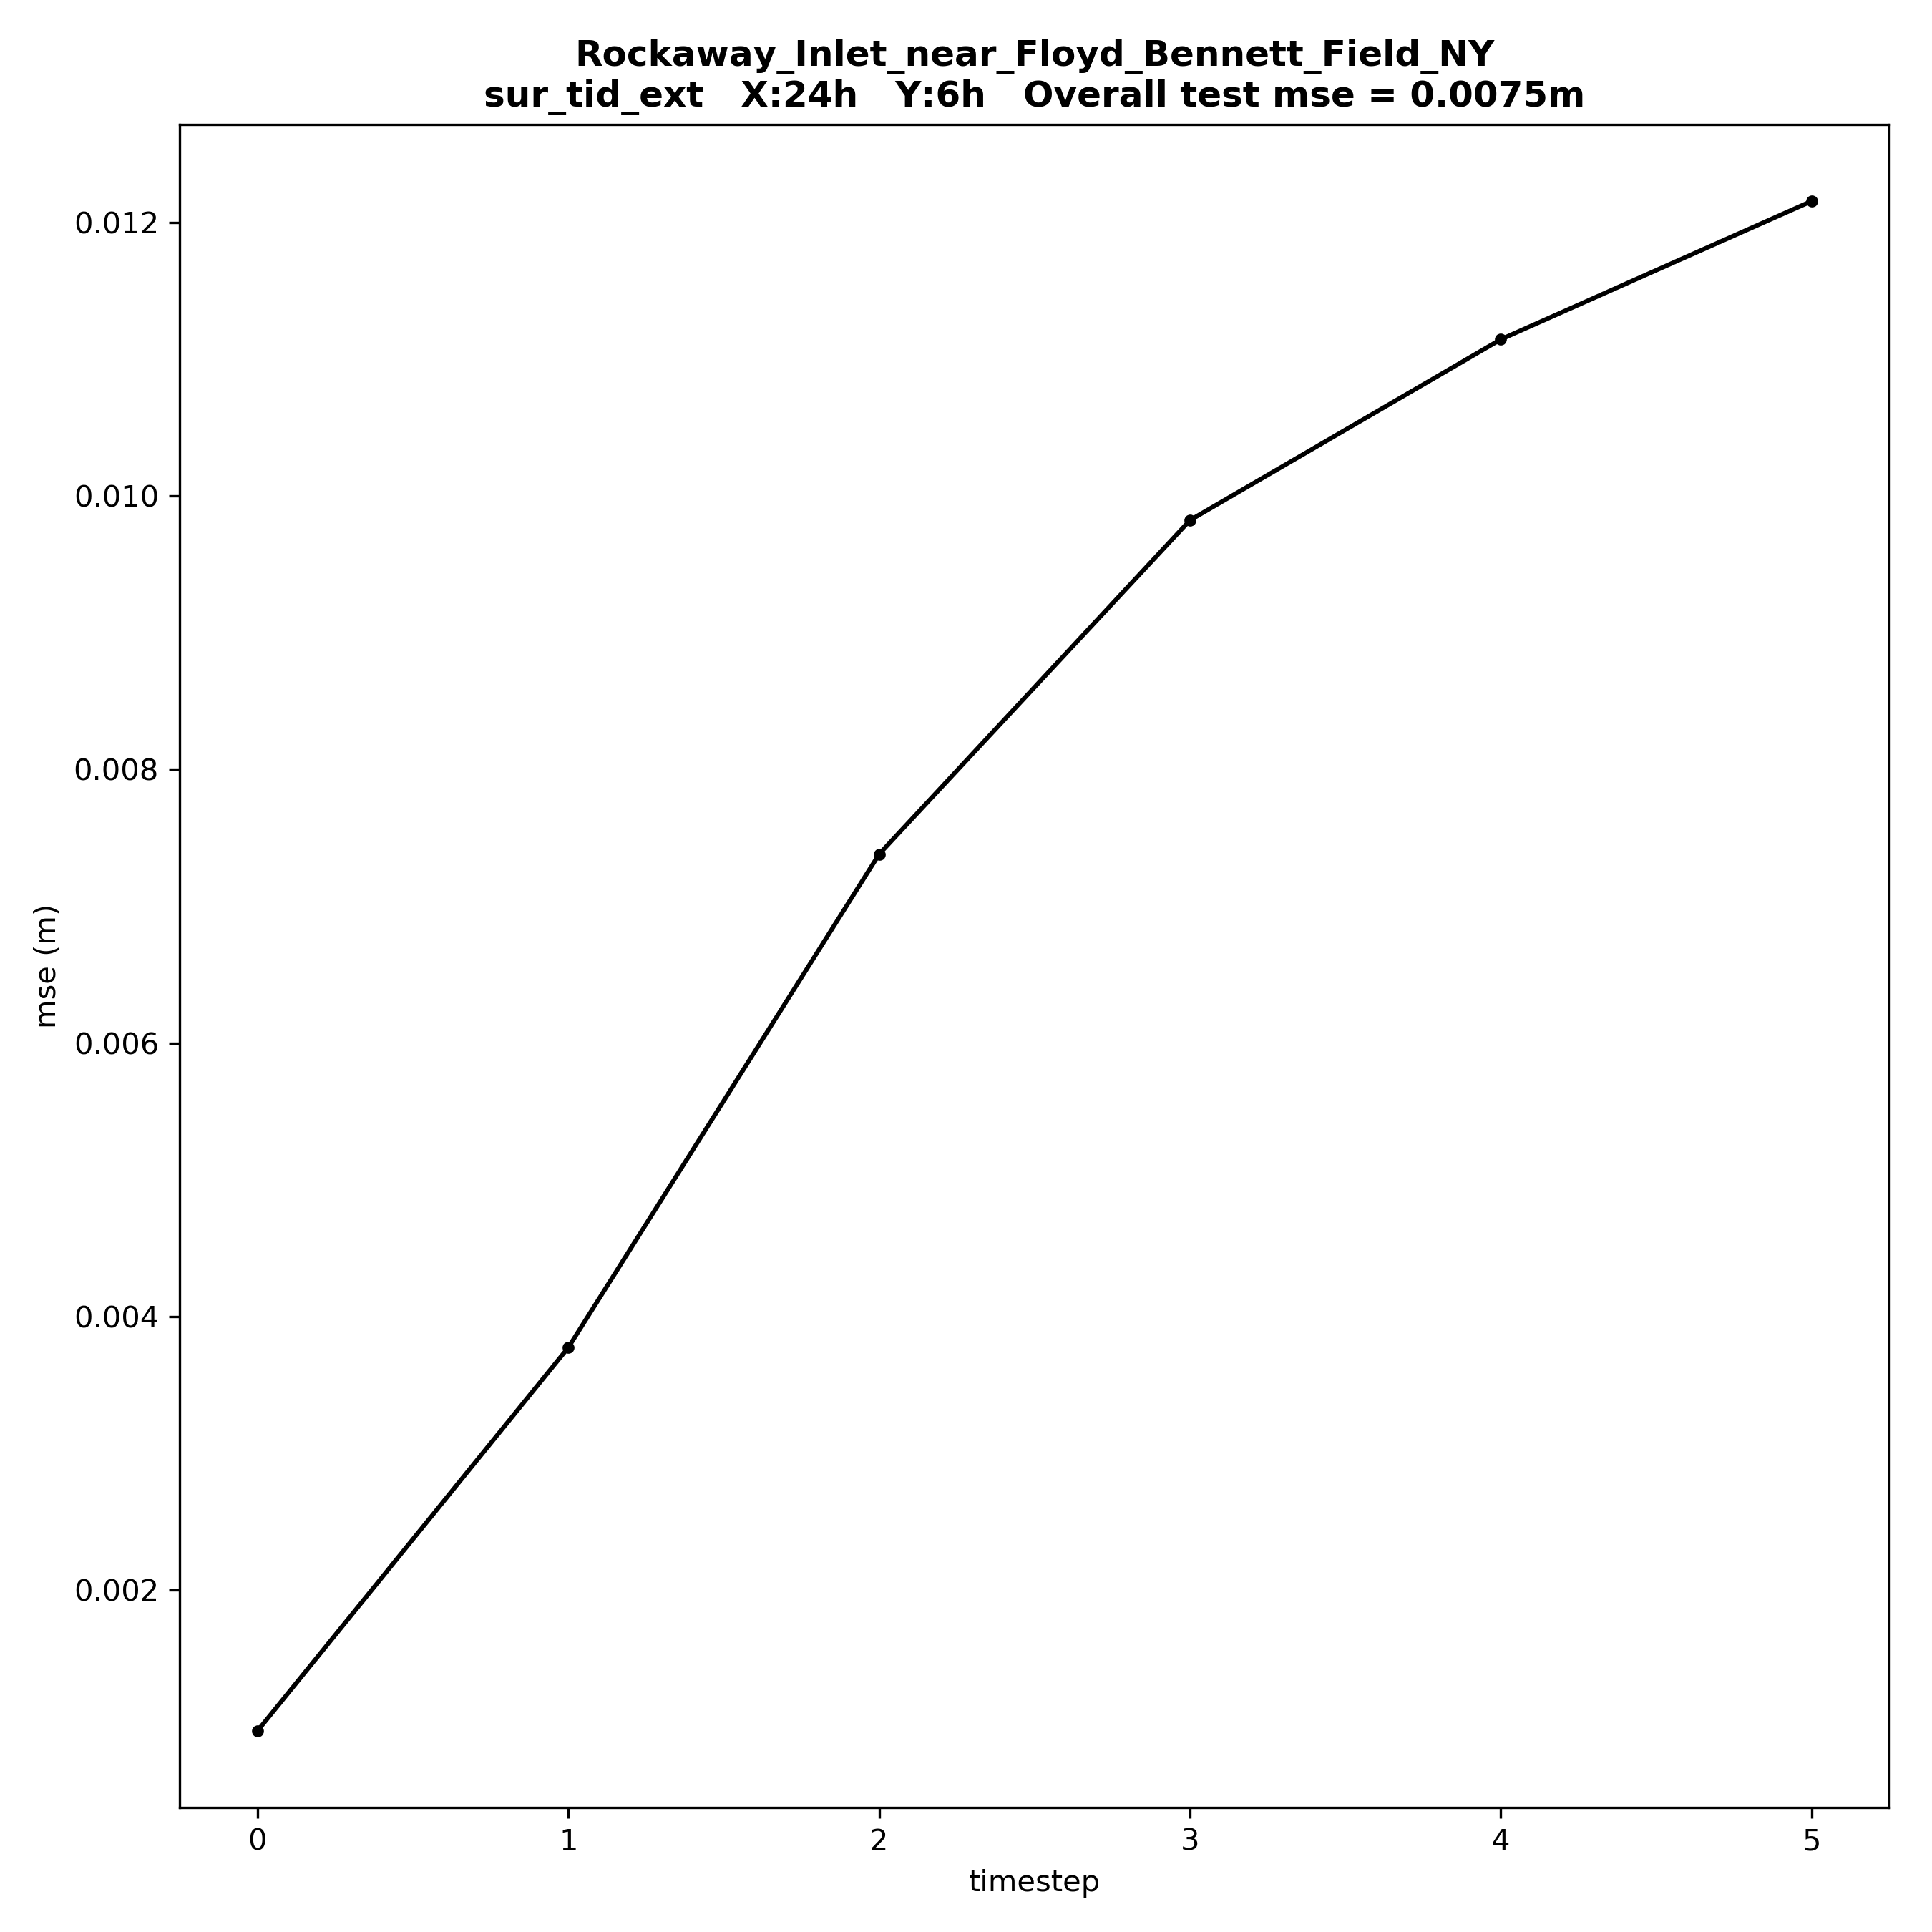 Rockaway_Inlet_near_Floyd_Bennett_Field_NY
sur_tid_ext X:24h Y:6h Overall test mse = 0.0075m
0.012
0.010
0.008
0.006
0.004
0.002
mse (m)
0 1 2 3 4 5
timestep